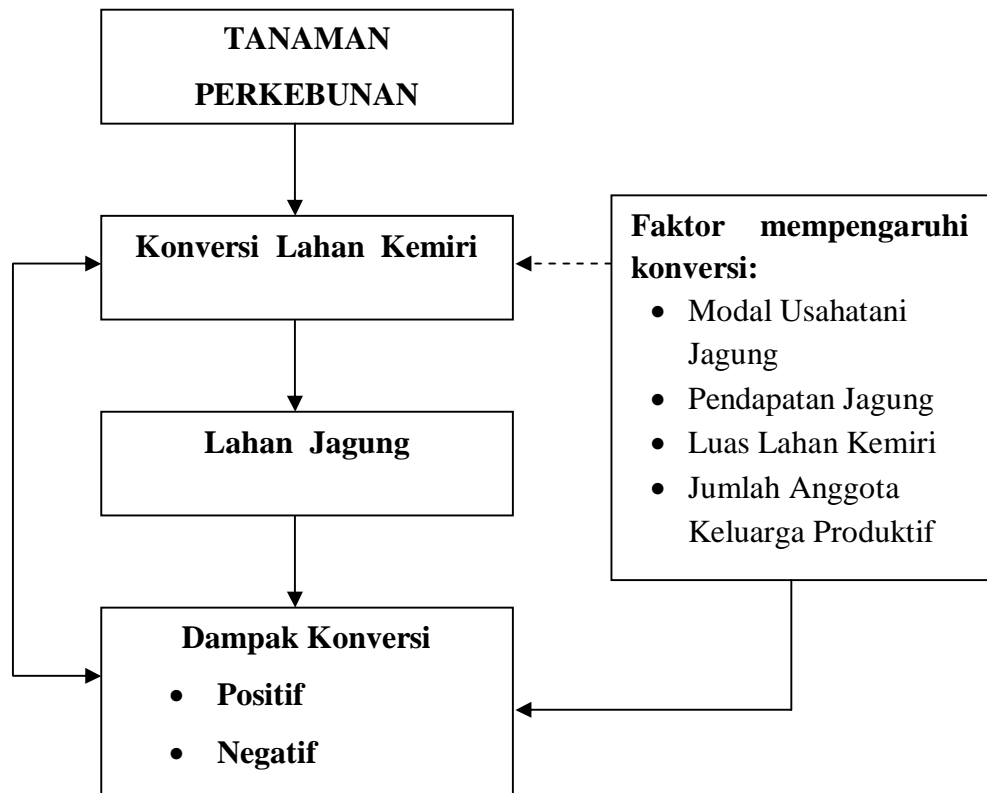 TANAMAN
PERKEBUNAN
Konversi Lahan Kemiri
Lahan Jagung
Dampak Konversi
• Positif
• Negatif
Faktor mempengaruhi
konversi:
• Modal Usahatani
Jagung
• Pendapatan Jagung
• Luas Lahan Kemiri
• Jumlah Anggota
Keluarga Produktif